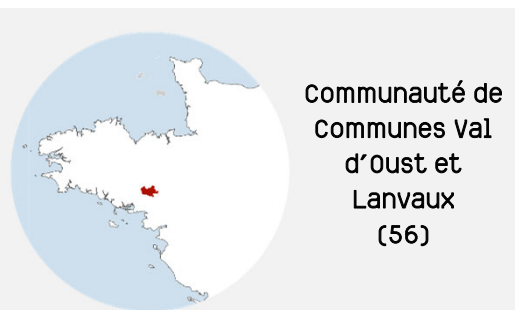 Communauté de
Communes Val
d'Oust et
Lanvaux
(56)